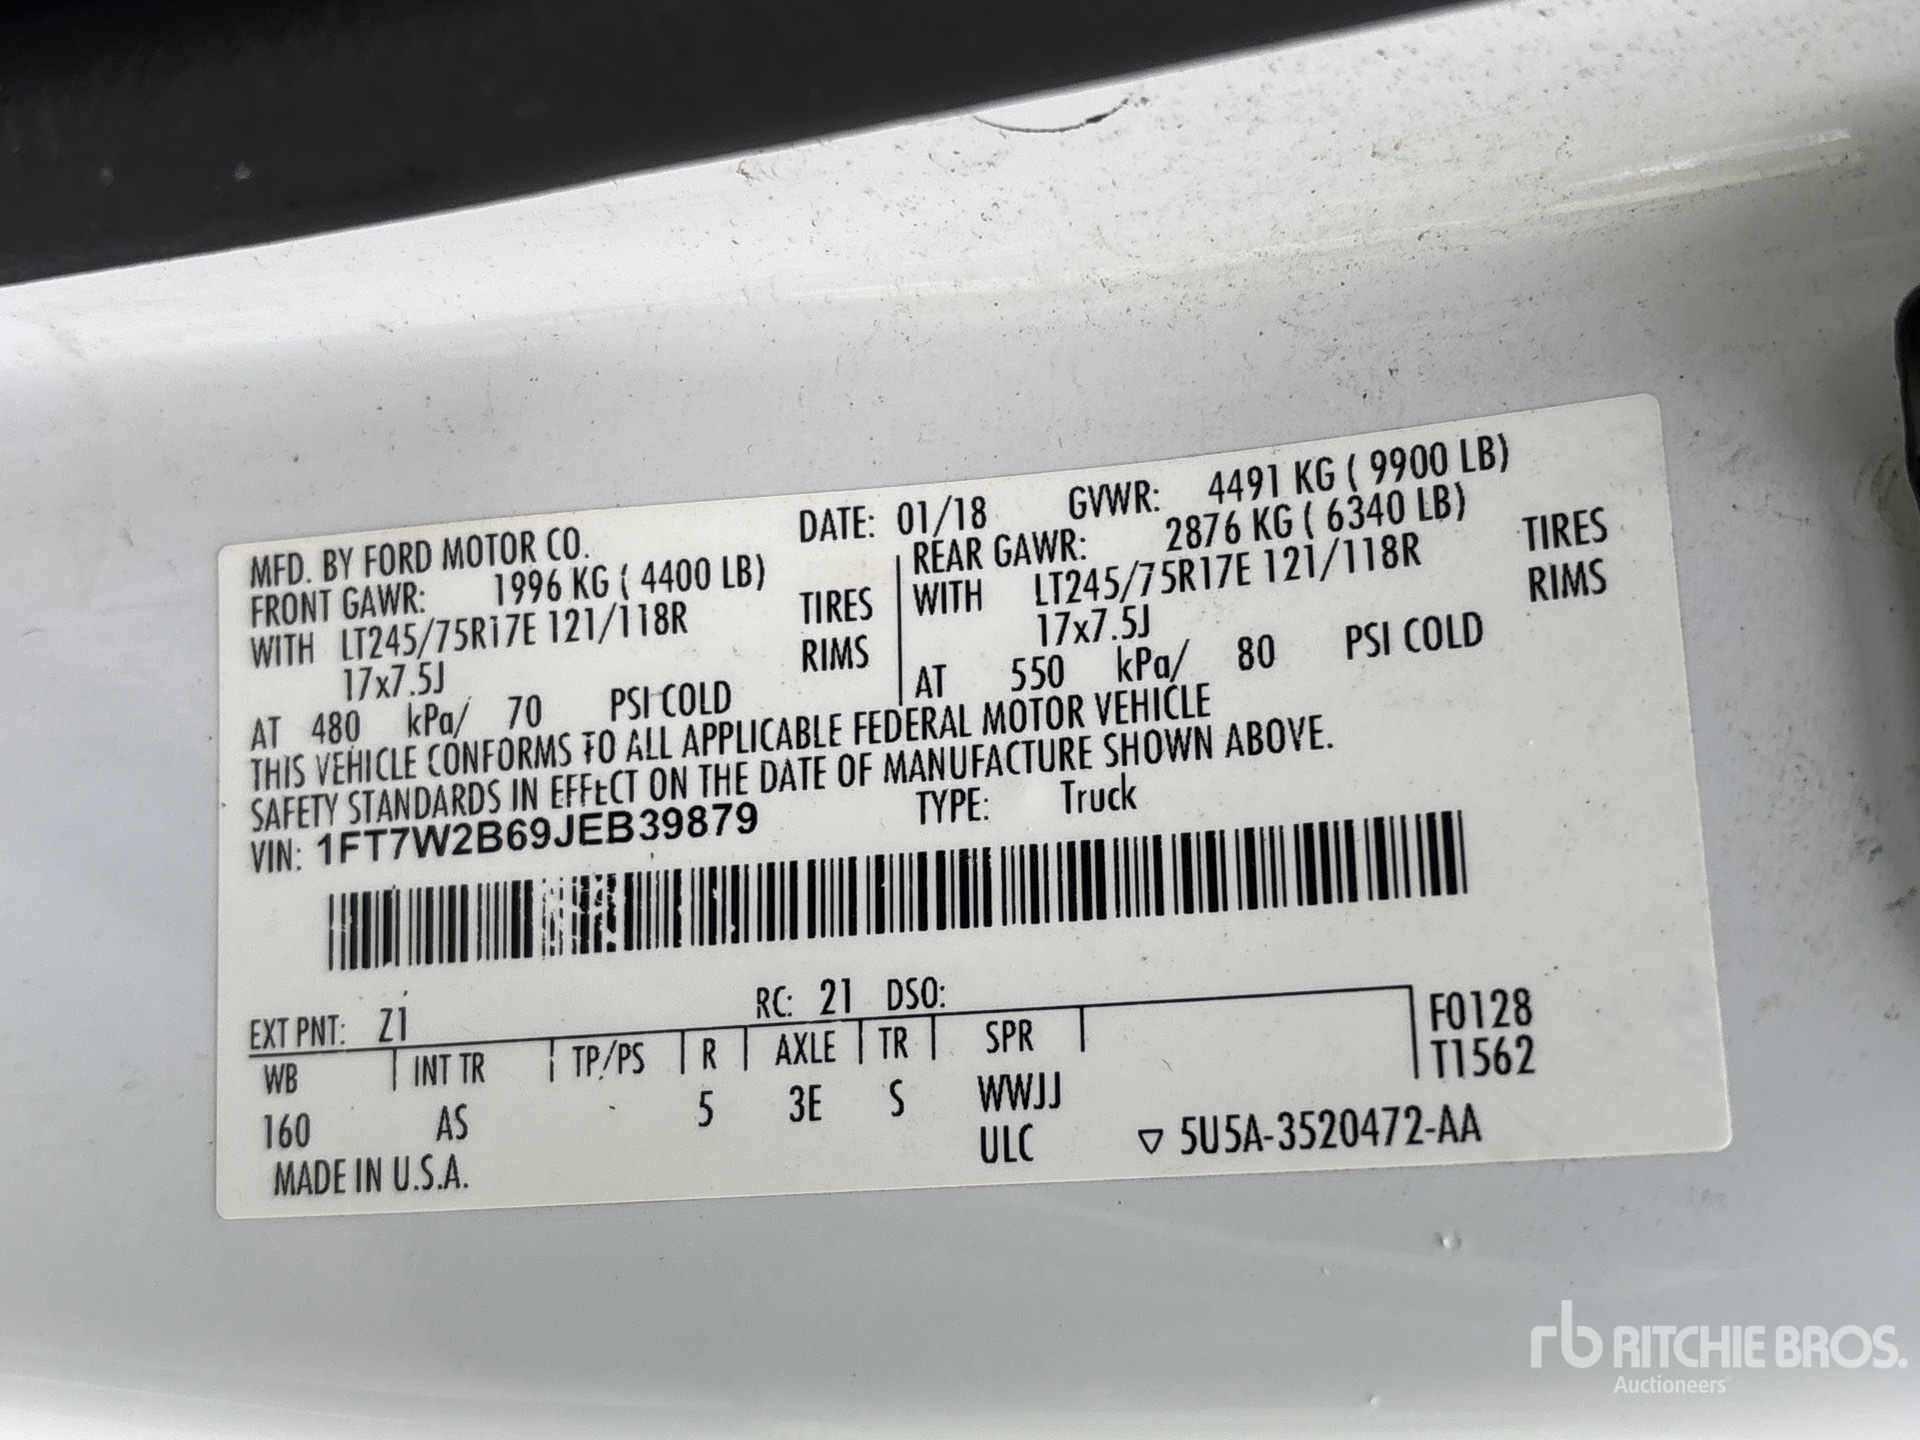 MFD. BY FORD MOTOR CO. DATE: 01/18 GVWR: 4491 KG ( 9900 LB)
FRONT GAWR: 1996 KG ( 4400 LB) REAR GAWR: 2876 KG ( 6340 LB)
WITH LT245/75R17E 121/118R TIRES WITH LT245/75R17E 121/118R TIRES
17x7.5J RIMS 17x7.5J RIMS
AT 480 kPa/ 70 PSI COLD AT 550 kPa/ 80 PSI COLD
THIS VEHICLE CONFORMS TO ALL APPLICABLE FEDERAL MOTOR VEHICLE
SAFETY STANDARDS IN EFFECT ON THE DATE OF MANUFACTURE SHOWN ABOVE.
VIN: 1FT7W2B69JEB39879 TYPE: Truck
EXT PNT: Z1 RC: 21 DSO:
WB INT TR TP/PS R AXLE TR SPR F0128
160 AS 5 3E S WWJJ T1562
ULC ▽ 5U5A-3520472-AA
MADE IN U.S.A.
rb RITCHIE BROS.
Auctioneers